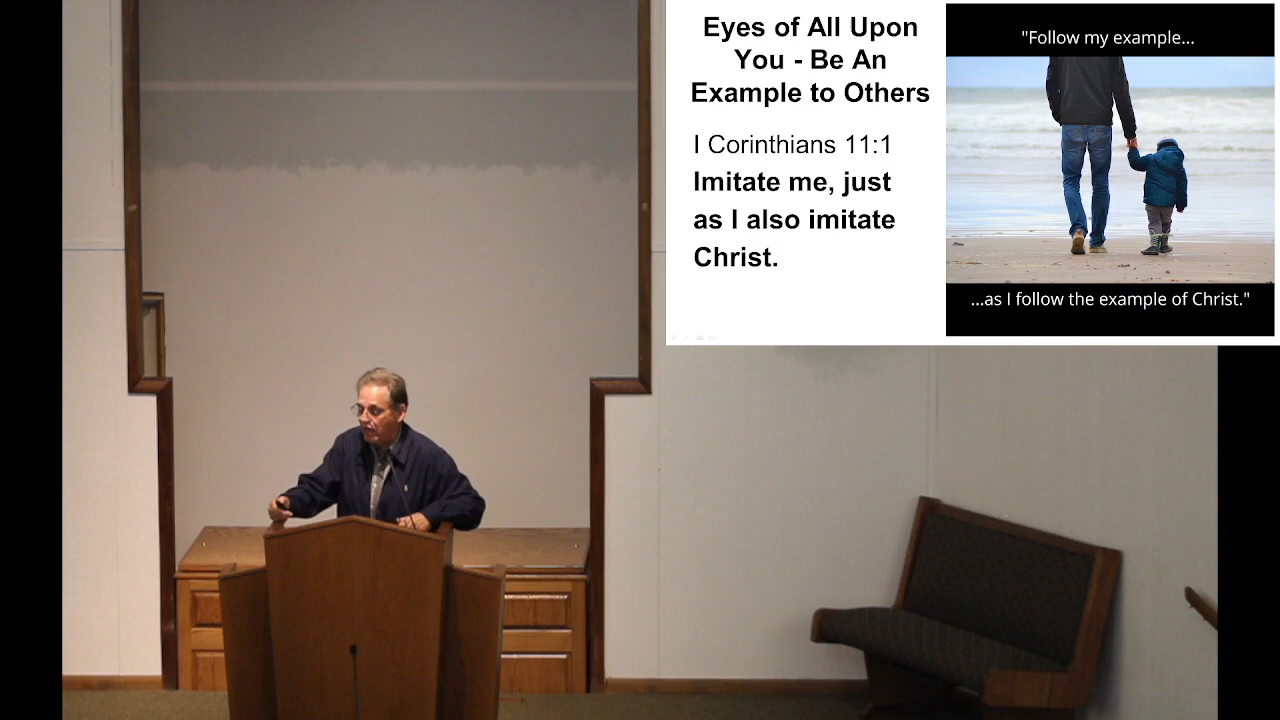 Eyes of All Upon
You - Be An
Example to Others
I Corinthians 11:1
Imitate me, just
as I also imitate
Christ.
"Follow my example...
...as I follow the example of Christ."